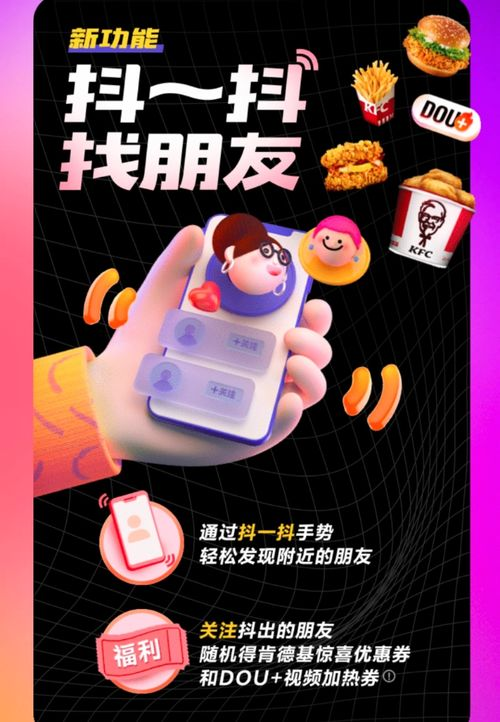 新功能
抖一抖
找朋友
KFC
DOU+
KFC
+关注
+关注
通过抖一抖手势
轻松发现附近的朋友
福利
关注抖出的朋友
随机得肯德基惊喜优惠券
和DOU+视频加热券